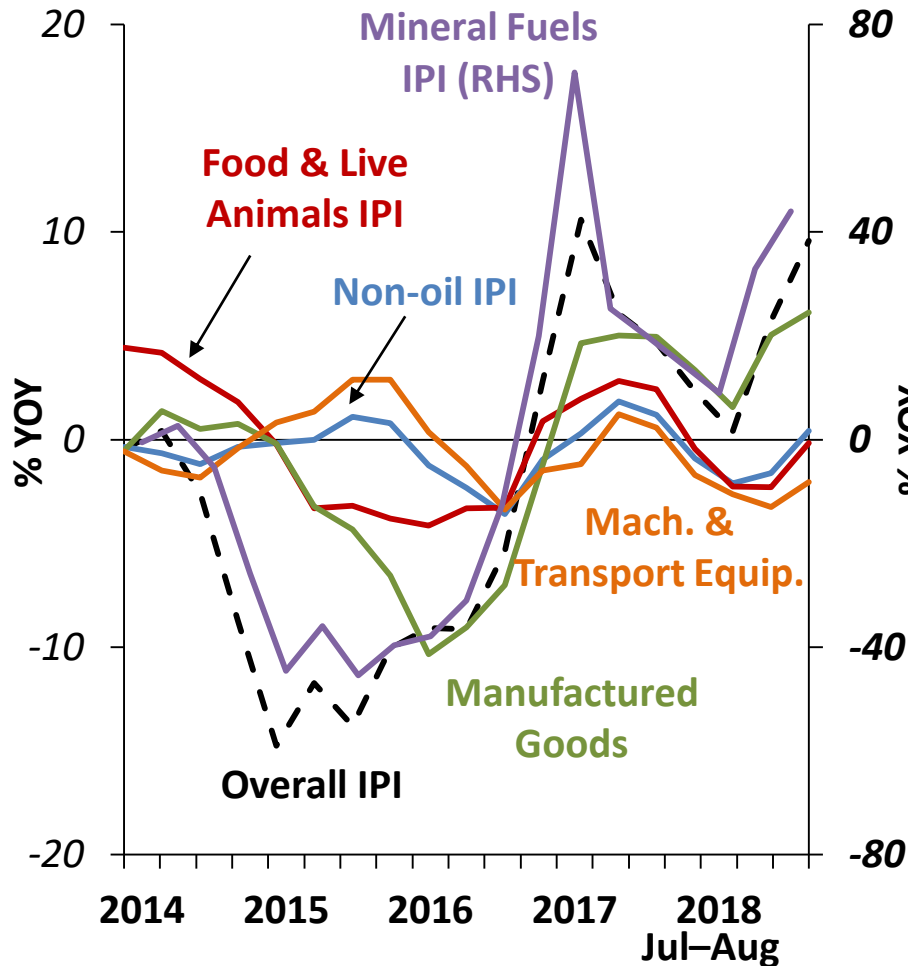 20
80
Mineral Fuels
IPI (RHS)
Food & Live
Animals IPI
10
40
Non-oil IPI
% YOY
0
0
% YOY
Mach. &
Transport Equip.
-10
-40
Manufactured
Goods
Overall IPI
-20
-80
2014 2015 2016 2017 2018
Jul–Aug